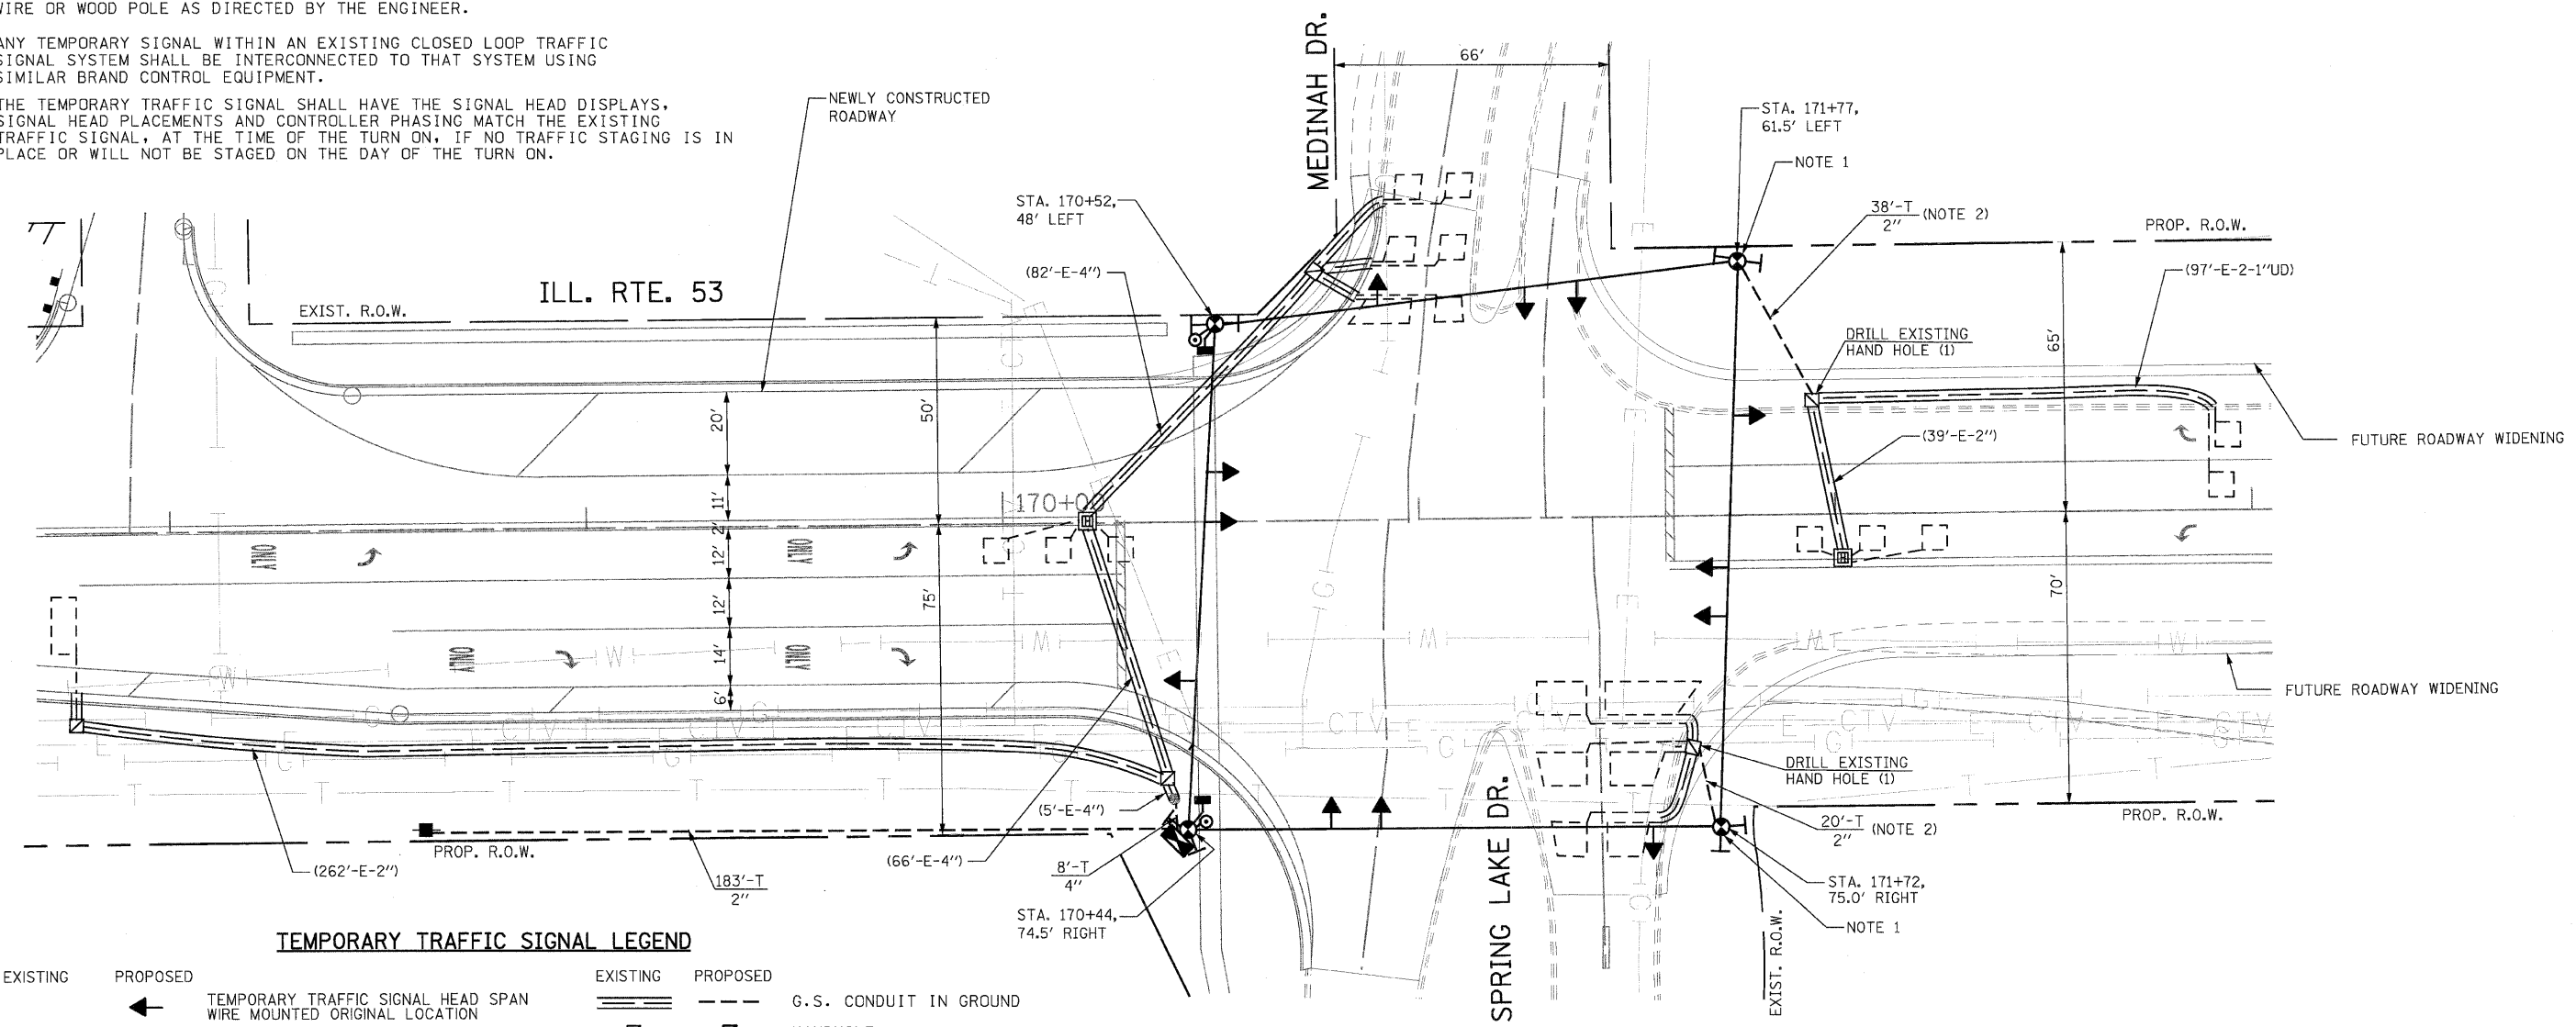 WIRE OR WOOD POLE AS DIRECTED BY THE ENGINEER.
ANY TEMPORARY SIGNAL WITHIN AN EXISTING CLOSED LOOP TRAFFIC
SIGNAL SYSTEM SHALL BE INTERCONNECTED TO THAT SYSTEM USING
SIMILAR BRAND CONTROL EQUIPMENT.
THE TEMPORARY TRAFFIC SIGNAL SHALL HAVE THE SIGNAL HEAD DISPLAYS,
SIGNAL HEAD PLACEMENTS AND CONTROLLER PHASING MATCH THE EXISTING
TRAFFIC SIGNAL, AT THE TIME OF THE TURN ON, IF NO TRAFFIC STAGING IS IN
PLACE OR WILL NOT BE STAGED ON THE DAY OF THE TURN ON.
NEWLY CONSTRUCTED
ROADWAY
MEDINAH DR.
66'
STA. 171+77,
61.5' LEFT
NOTE 1
STA. 170+52,
48' LEFT
38'-T
2" (NOTE 2)
PROP. R.O.W.
(82'-E-4")
(97'-E-2-1"UD)
ILL. RTE. 53
EXIST. R.O.W.
DRILL EXISTING
HAND HOLE (1)
65'
50'
20'
(39'-E-2")
FUTURE ROADWAY WIDENING
11'
170+00
2'
ONLY
ONLY
12'
12'
75'
70'
14'
ONLY
ONLY
W
W
W
W
W
W
6'
FUTURE ROADWAY WIDENING
CTV
CTV
CTV
CTV
CTV
CTV
CTV
E
E
E
G
G
G
T
T
T
T
T
DRILL EXISTING
HAND HOLE (1)
(5'-E-4")
PROP. R.O.W.
PROP. R.O.W.
20'-T
2" (NOTE 2)
(262'-E-2")
183'-T
2"
(66'-E-4")
8'-T
4"
STA. 170+44,
74.5' RIGHT
SPRING LAKE DR.
STA. 171+72,
75.0' RIGHT
NOTE 1
EXIST. R.O.W.
TEMPORARY TRAFFIC SIGNAL LEGEND
EXISTING PROPOSED
EXISTING PROPOSED
TEMPORARY TRAFFIC SIGNAL HEAD SPAN
WIRE MOUNTED ORIGINAL LOCATION
G.S. CONDUIT IN GROUND